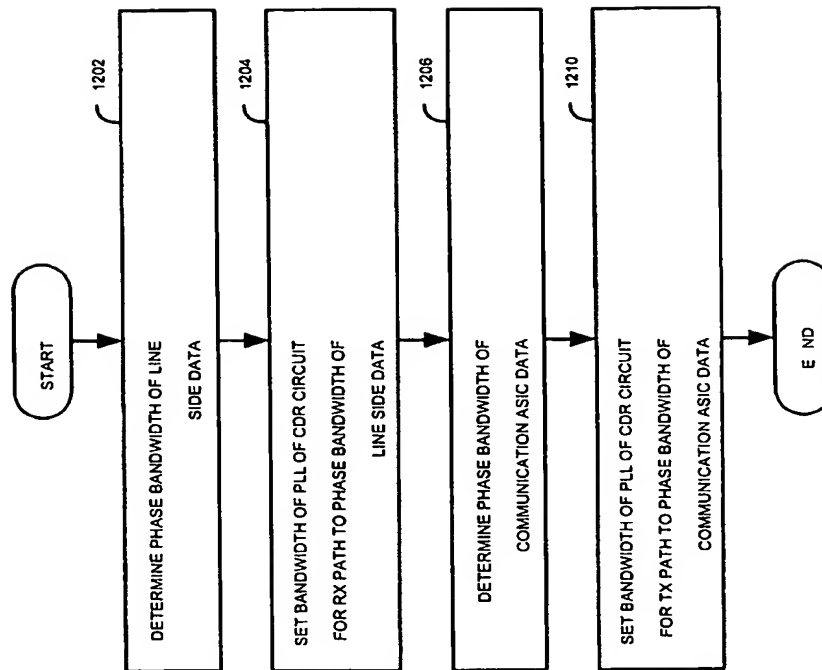 START
1202
DETERMINE PHASE BANDWIDTH OF LINE
SIDE DATA
1204
SET BANDWIDTH OF PLL OF CDR CIRCUIT
FOR RX PATH TO PHASE BANDWIDTH OF
LINE SIDE DATA
1206
DETERMINE PHASE BANDWIDTH OF
COMMUNICATION ASIC DATA
1210
SET BANDWIDTH OF PLL OF CDR CIRCUIT
FOR TX PATH TO PHASE BANDWIDTH OF
COMMUNICATION ASIC DATA
E ND